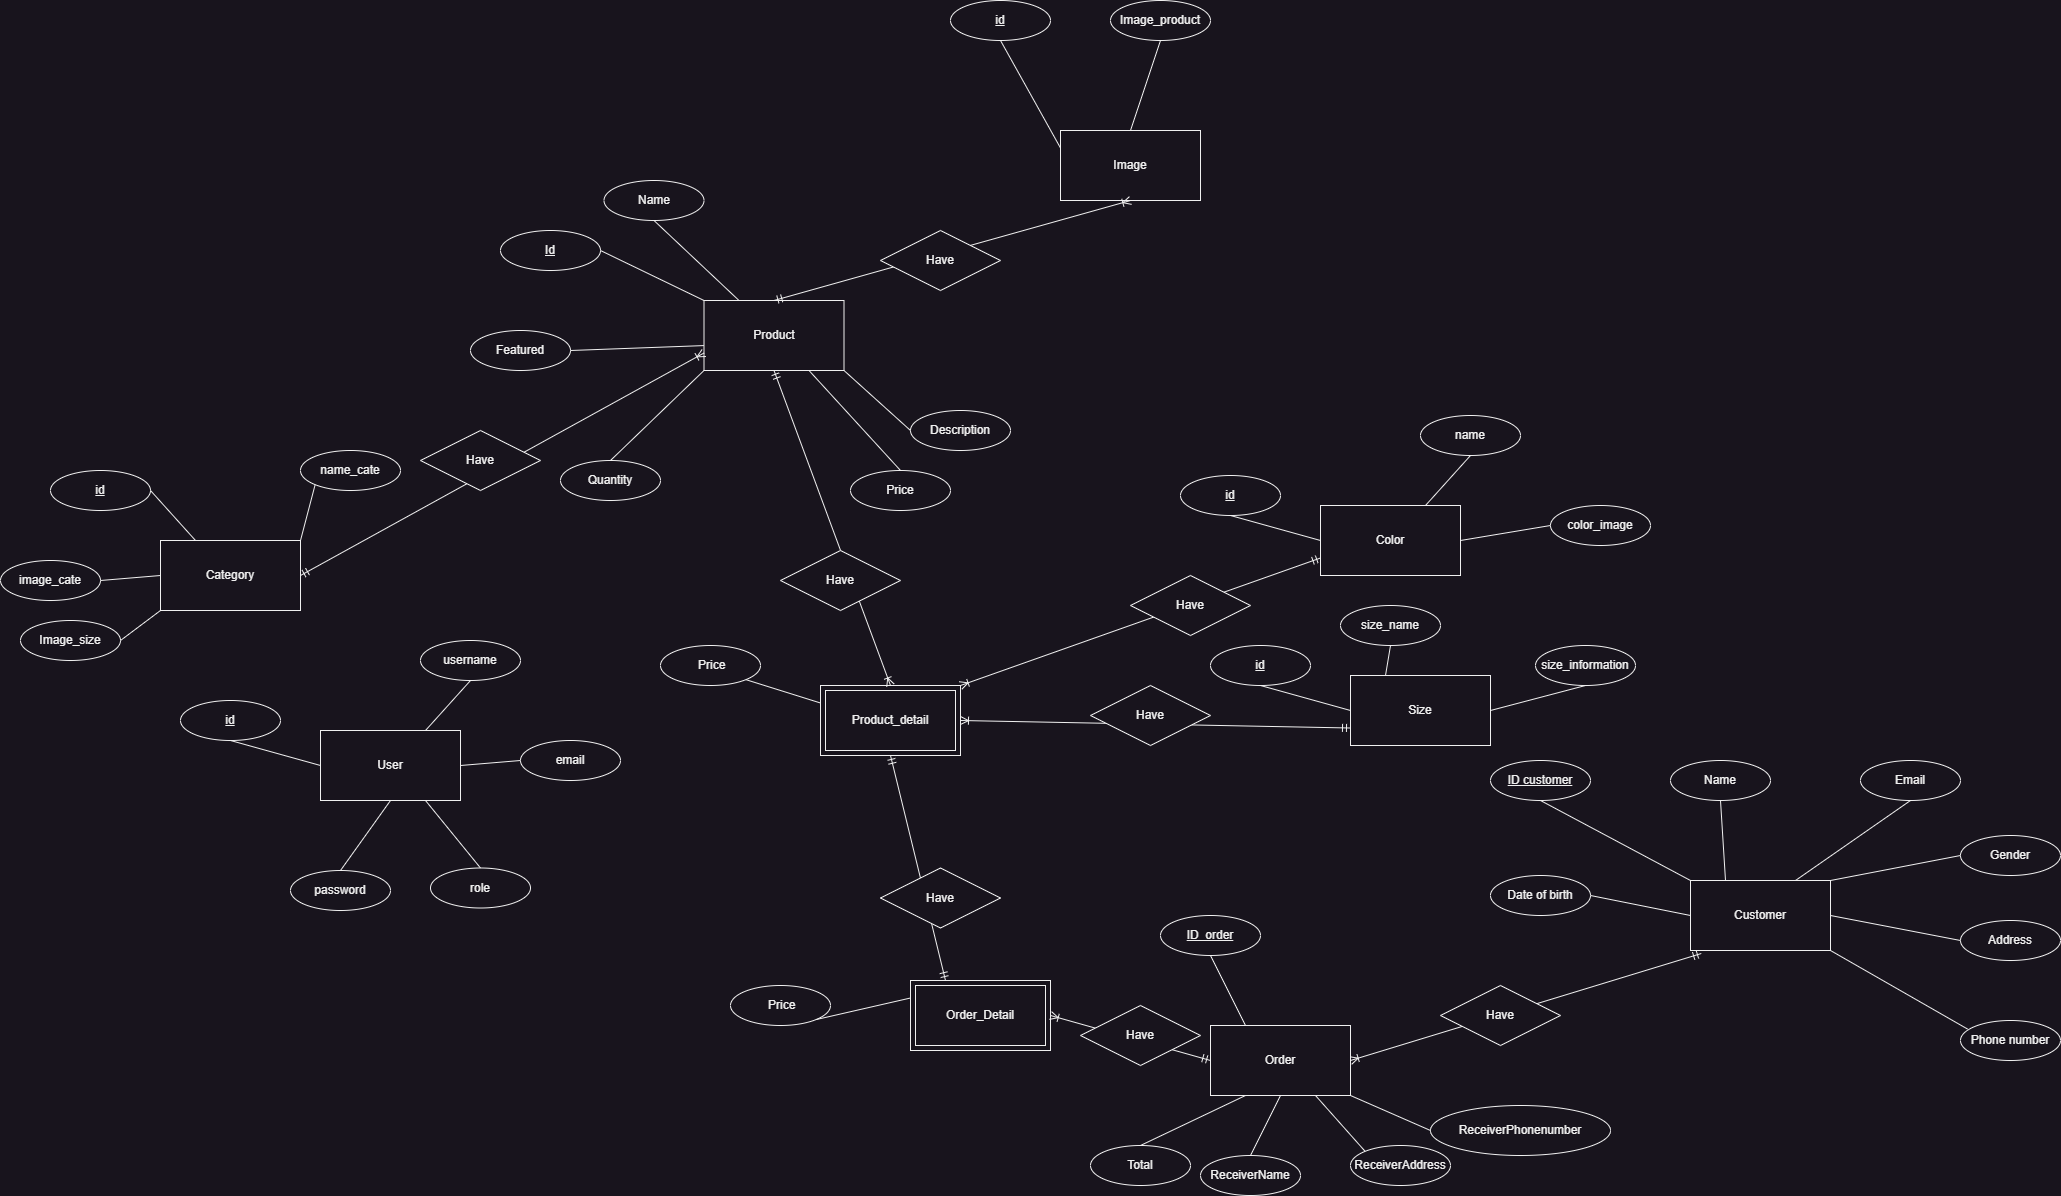 id
Image_product
Image
Name
Id
Have
Product
Featured
Description
name
Have
name_cate
Quantity
Price
id
id
color_image
Color
Category
image_cate
Have
Have
size_name
Image_size
username
Price
id
size_information
id
Product_detail
Have
Size
User
email
ID customer
Name
Email
Gender
password
role
Have
Date of birth
Customer
ID_order
Address
Price
Order_Detail
Have
Have
Order
Phone number
ReceiverPhonenumber
Total
ReceiverName
ReceiverAddress